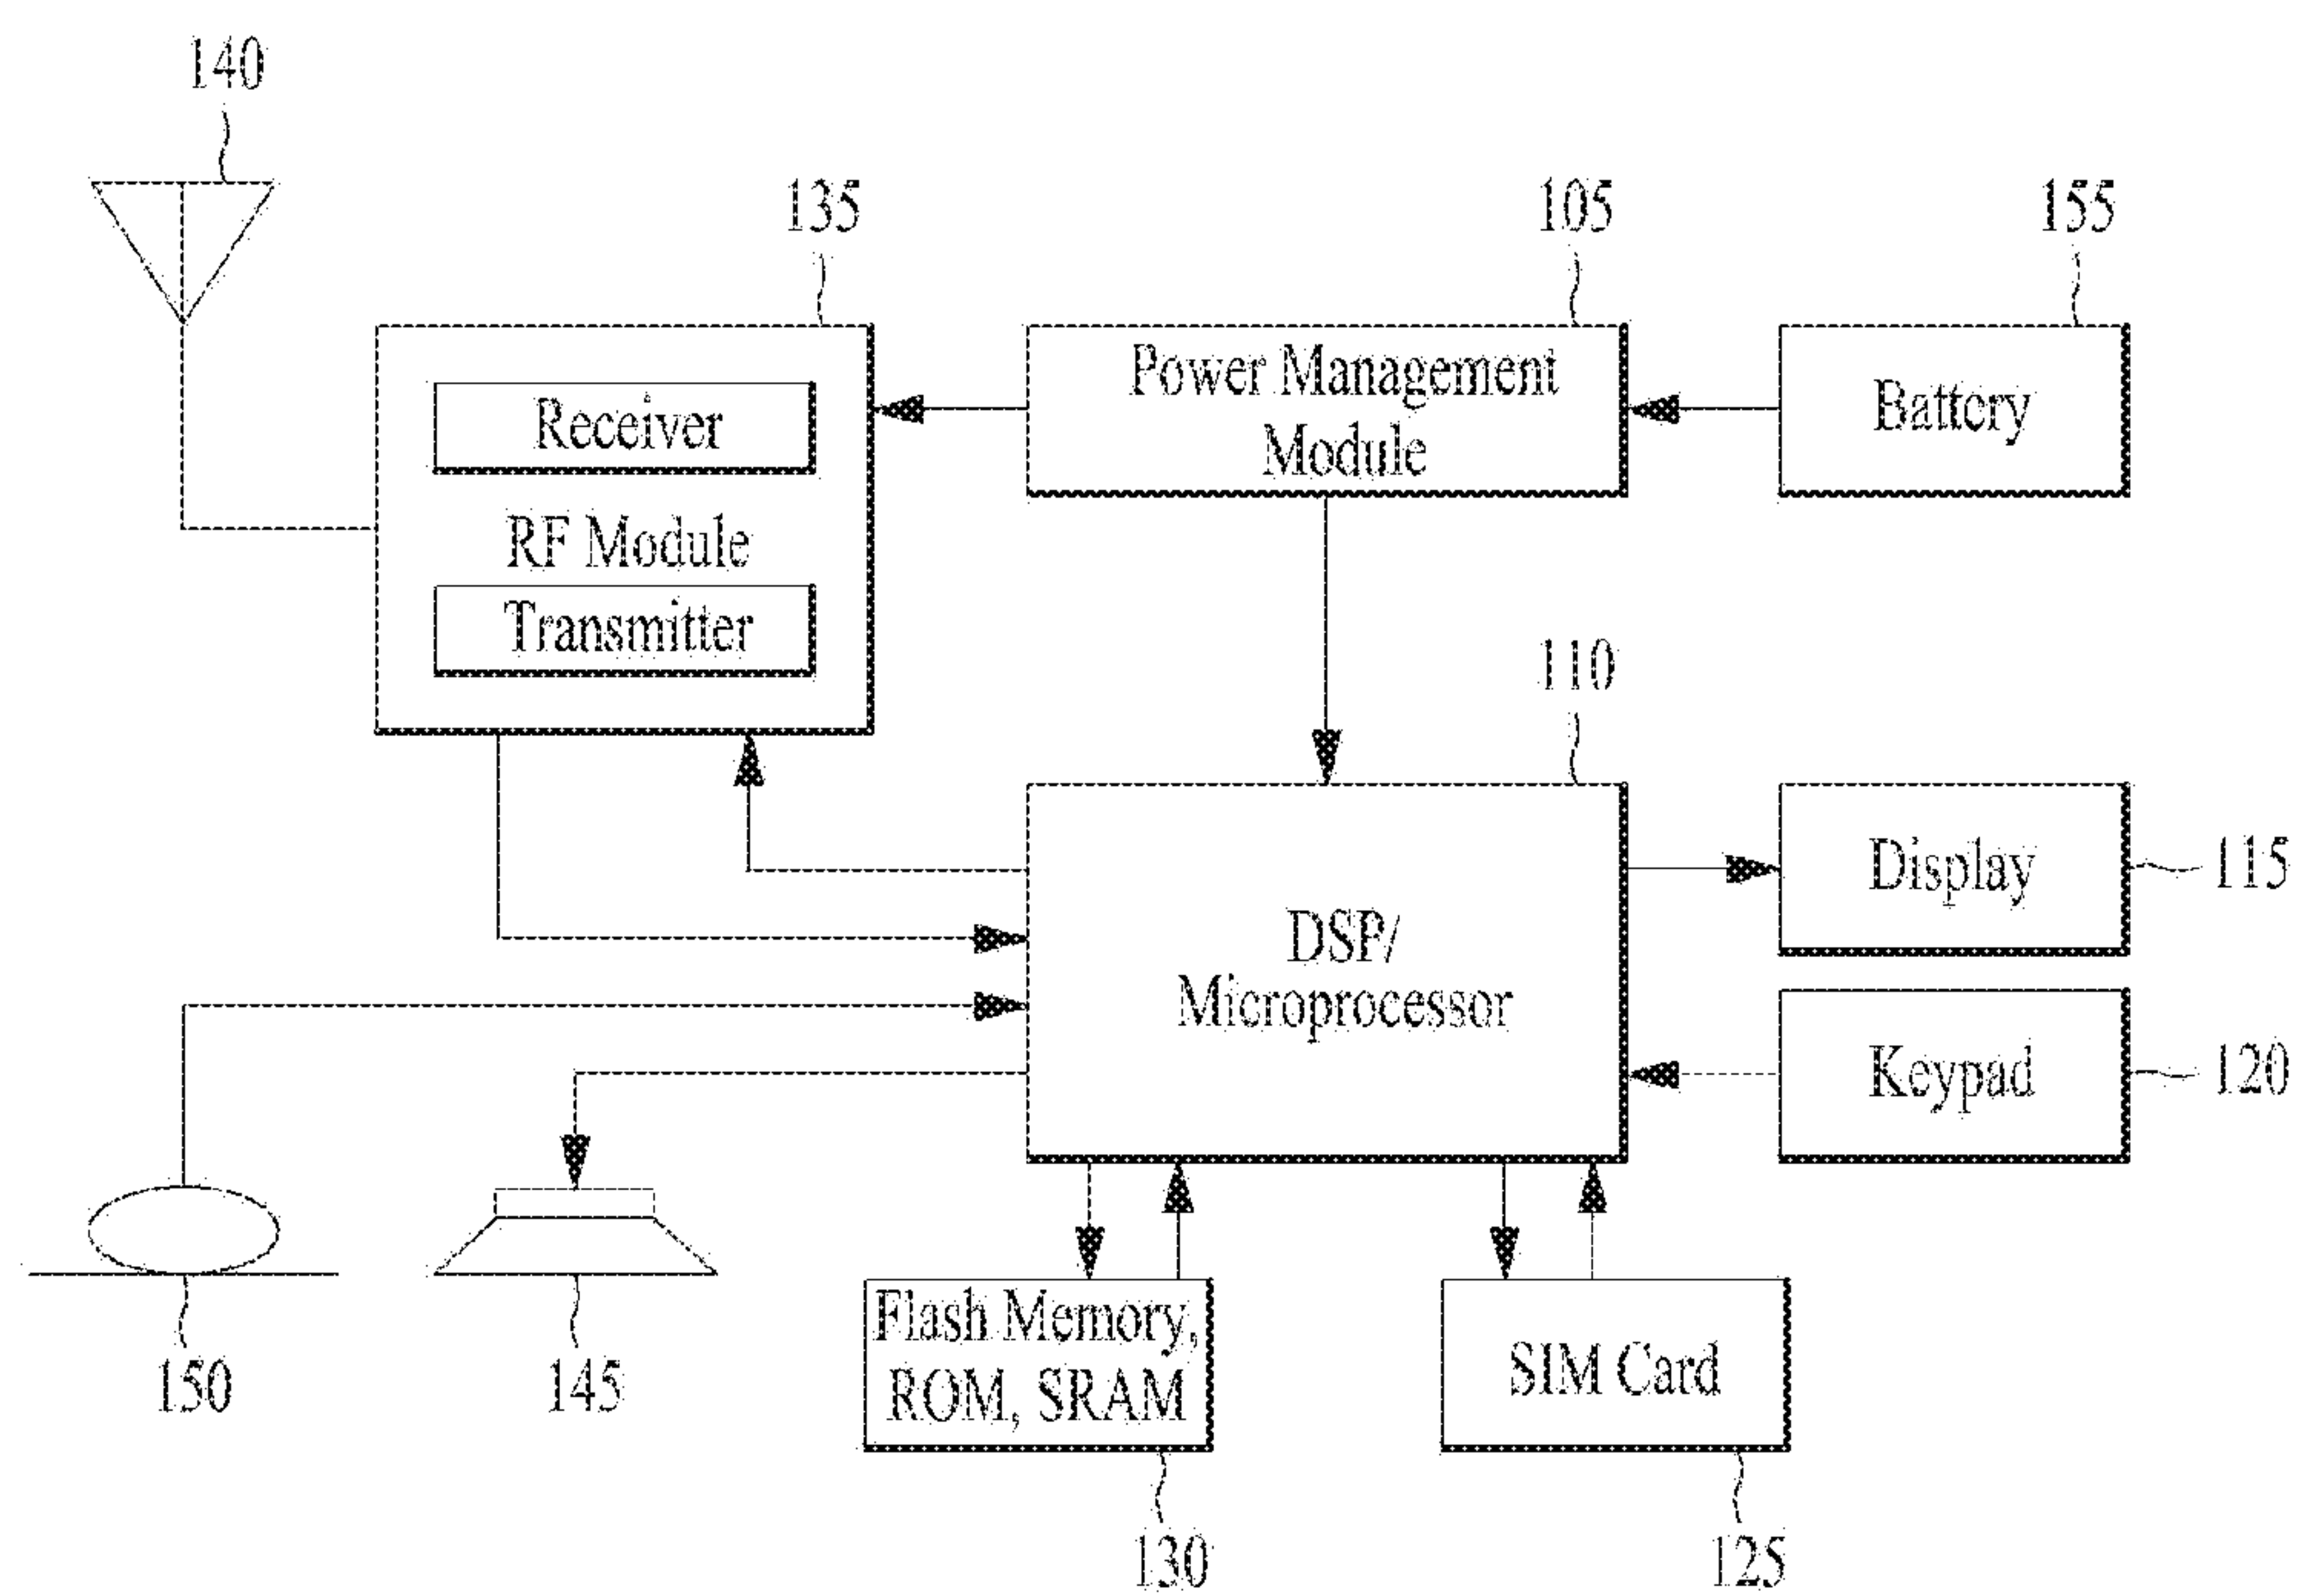 140
135
105
155
Power Management
Module
Battery
Receiver
RF Module
Transmitter
110
Display
115
DSP/
Microprocessor
Keypad
120
Flash Memory,
ROM, SRAM
SIM Card
150
145
130
125